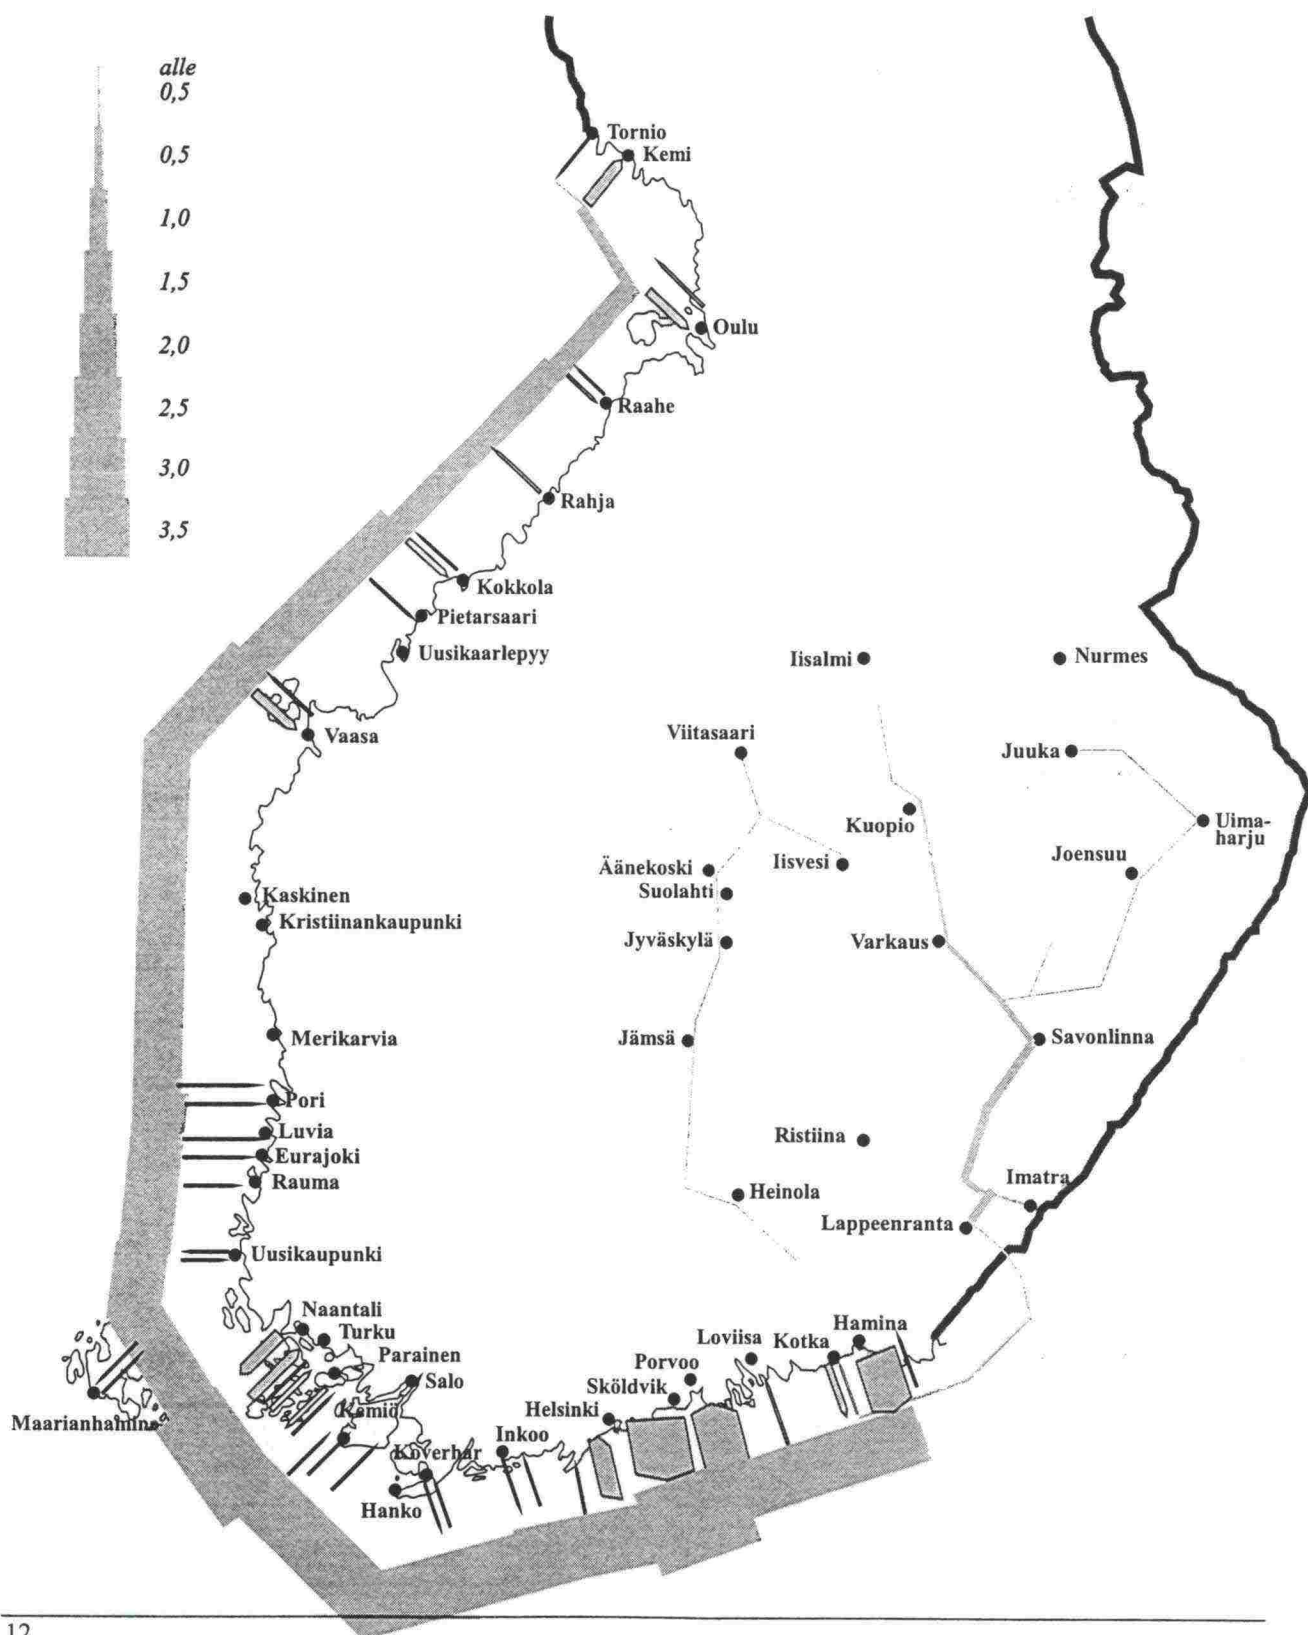 alle
0,5
0,5
1,0
1,5
2,0
2,5
3,0
3,5
Tornio
Kemi
Oulu
Raahe
Rahja
Kokkola
Pietarsaari
Uusikaarlepyy
Vaasa
Iisalmi
Nurmes
Viitasaari
Juuka
Kuopio
Uima-
harju
Äänekoski
Iisvesi
Joensuu
Suolahti
Kaskinen
Kristiinankaupunki
Jyväskylä
Varkaus
Merikarvia
Jämsä
Savonlinna
Pori
Luvia
Eurajoki
Rauma
Ristiina
Imatra
Heinola
Lappeenranta
Uusikaupunki
Naantali
Turku
Parainen
Salo
Kemiö
Maarianhamina
Koverhar
Hanko
Inkoo
Helsinki
Sköldvik
Porvoo
Loviisa
Kotka
Hamina
12